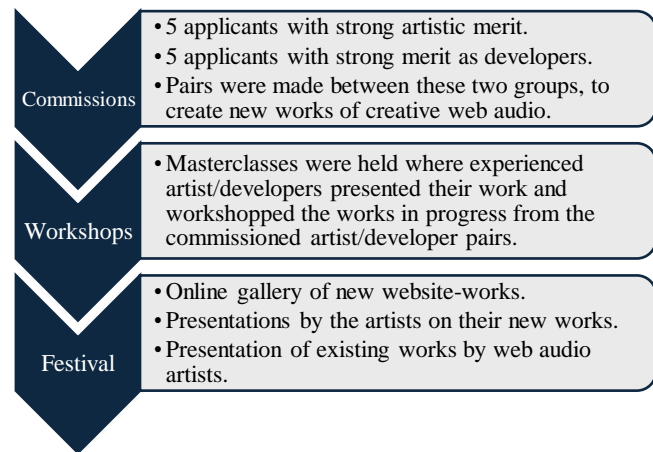 Commissions
• 5 applicants with strong artistic merit.
• 5 applicants with strong merit as developers.
• Pairs were made between these two groups, to
create new works of creative web audio.
Workshops
• Masterclasses were held where experienced
artist/developers presented their work and
workshopped the works in progress from the
commissioned artist/developer pairs.
Festival
• Online gallery of new website-works.
• Presentations by the artists on their new works.
• Presentation of existing works by web audio
artists.